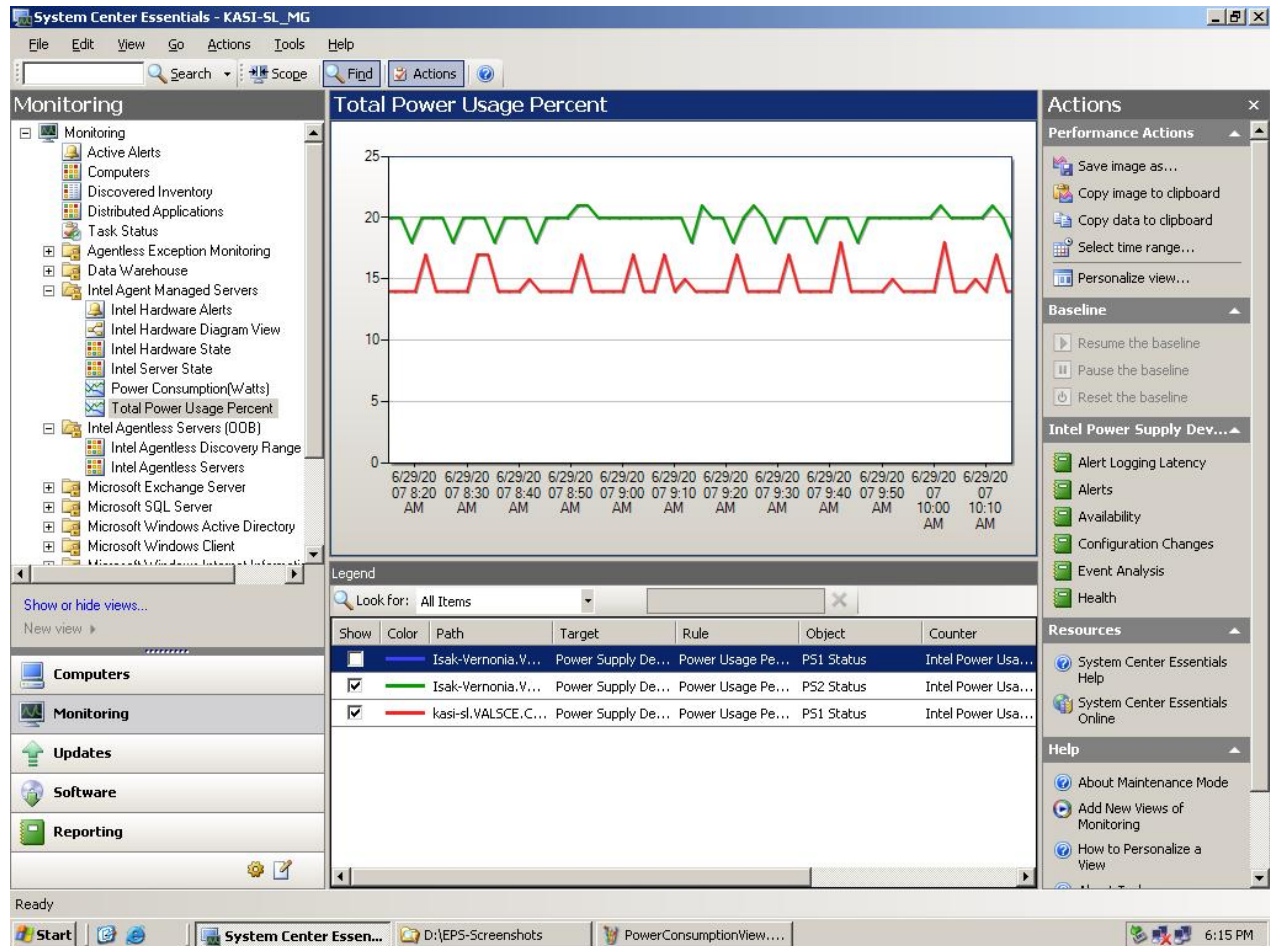 System Center Essentials - KASI-SL_MG
File Edit View Go Actions Tools Help
Search Scope Find Actions
Monitoring
Monitoring
Active Alerts
Computers
Discovered Inventory
Distributed Applications
Task Status
Agentless Exception Monitoring
Data Warehouse
Intel Agent Managed Servers
Intel Hardware Alerts
Intel Hardware Diagram View
Intel Hardware State
Intel Server State
Power Consumption(Watts)
Total Power Usage Percent
Intel Agentless Servers (OOB)
Intel Agentless Discovery Range
Intel Agentless Servers
Microsoft Exchange Server
Microsoft SQL Server
Microsoft Windows Active Directory
Microsoft Windows Client
Show or hide views...
New view
Computers
Monitoring
Updates
Software
Reporting
Total Power Usage Percent
25
20
15
10
5
0
6/29/20 6/29/20 6/29/20 6/29/20 6/29/20 6/29/20 6/29/20 6/29/20 6/29/20 6/29/20 6/29/20 6/29/20
07 8:20 07 8:30 07 8:40 07 8:50 07 9:00 07 9:10 07 9:20 07 9:30 07 9:40 07 9:50 07 07
AM AM AM AM AM AM AM AM AM AM 10:00 10:10
AM AM
Legend
Look for: All Items
Show Color Path Target Rule Object Counter
Isak-Vernonia.V... Power Supply De... Power Usage Pe... PS1 Status Intel Power Usa...
Isak-Vernonia.V... Power Supply De... Power Usage Pe... PS2 Status Intel Power Usa...
kasi-sl.VALSCE.C... Power Supply De... Power Usage Pe... PS1 Status Intel Power Usa...
Actions
Performance Actions
Save image as...
Copy image to clipboard
Copy data to clipboard
Select time range...
Personalize view...
Baseline
Resume the baseline
Pause the baseline
Reset the baseline
Intel Power Supply Dev...
Alert Logging Latency
Alerts
Availability
Configuration Changes
Event Analysis
Health
Resources
System Center Essentials
Help
System Center Essentials
Online
Help
About Maintenance Mode
Add New Views of
Monitoring
How to Personalize a
View
Ready
Start System Center Essen... D:\EPS-Screenshots PowerConsumptionView.... 6:15 PM